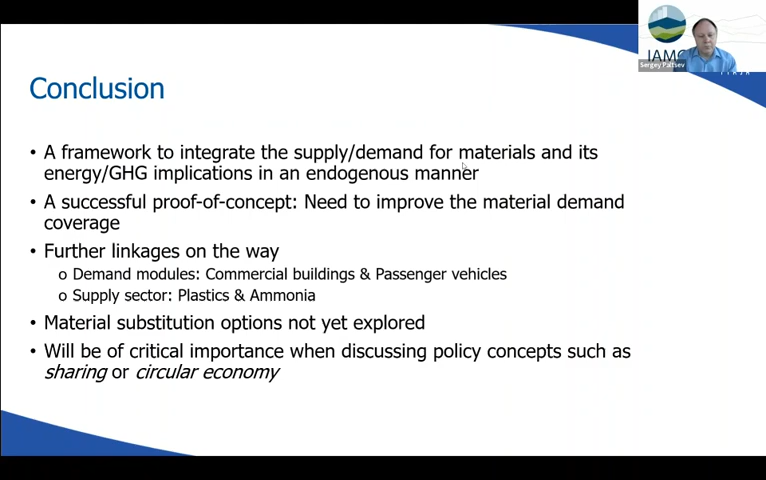 IAMC
Sergey Paltsev
Conclusion
• A framework to integrate the supply/demand for materials and its
energy/GHG implications in an endogenous manner
• A successful proof-of-concept: Need to improve the material demand
coverage
• Further linkages on the way
o Demand modules: Commercial buildings & Passenger vehicles
o Supply sector: Plastics & Ammonia
• Material substitution options not yet explored
• Will be of critical importance when discussing policy concepts such as
sharing or circular economy